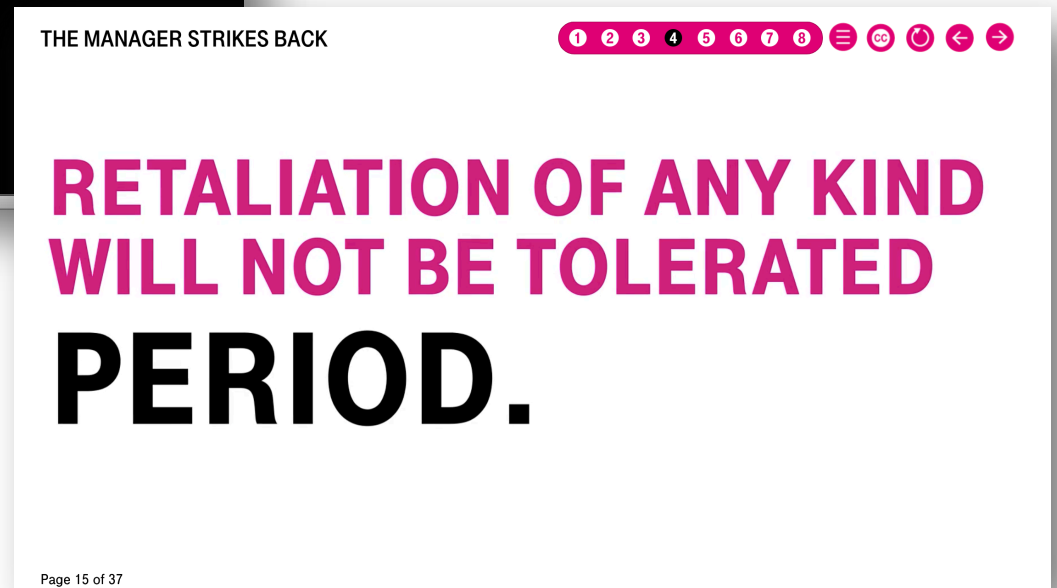 THE MANAGER STRIKES BACK
1 2 3 4 5 6 7 8
CC
RETALIATION OF ANY KIND
WILL NOT BE TOLERATED
PERIOD.
Page 15 of 37